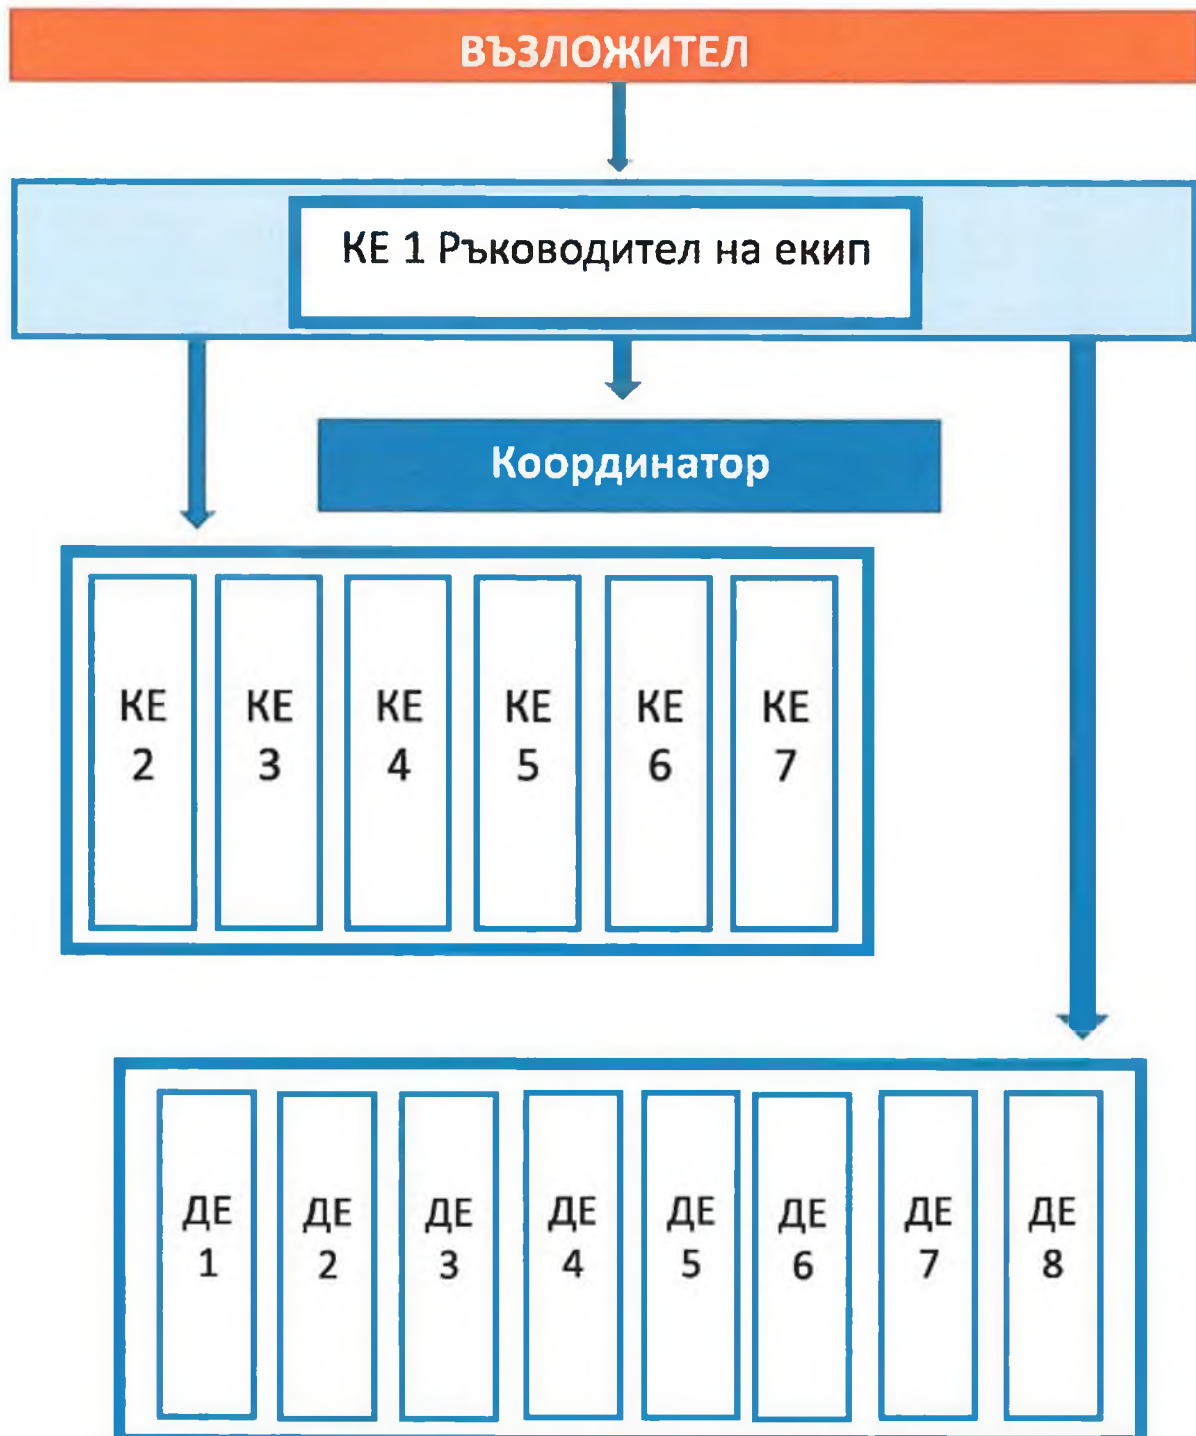 ВЪЗЛОЖИТЕЛ
КЕ 1 Ръководител на екип
Координатор
КЕ
2
КЕ
3
КЕ
4
КЕ
5
КЕ
6
КЕ
7
ДЕ
1
ДЕ
2
ДЕ
3
ДЕ
4
ДЕ
5
ДЕ
6
ДЕ
7
ДЕ
8